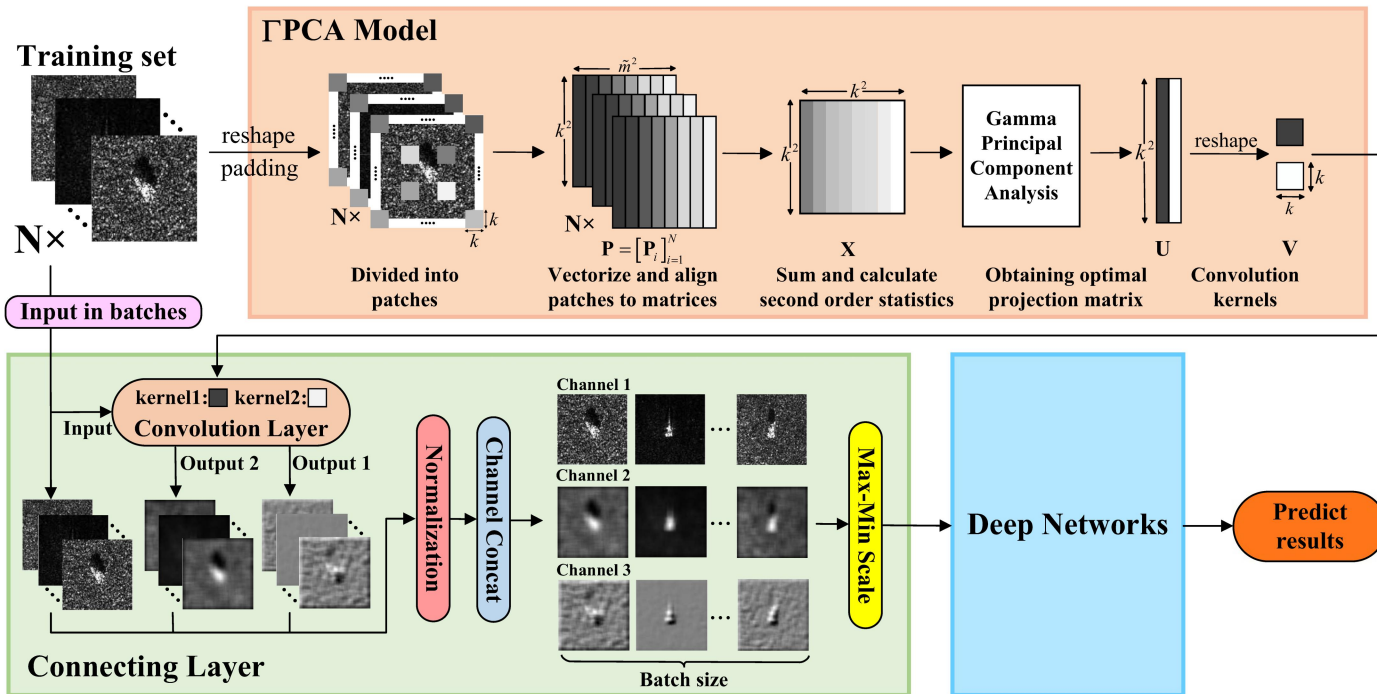 ΓPCA Model
Training set
N×
reshape
padding
N×
k
k
Divided into
patches
m̃²
k²
N×
P = [Pᵢ]ᵢ₌₁ᴺ
Vectorize and align
patches to matrices
k²
k²
X
Sum and calculate
second order statistics
Gamma
Principal
Component
Analysis
Obtaining optimal
projection matrix
k²
U
reshape
k
k
V
Convolution
kernels
Input in batches
kernel1: kernel2:
Convolution Layer
Input
Output 2
Output 1
Normalization
Channel Concat
Channel 1
...
Channel 2
...
Channel 3
...
Batch size
Max-Min Scale
Connecting Layer
Deep Networks
Predict
results